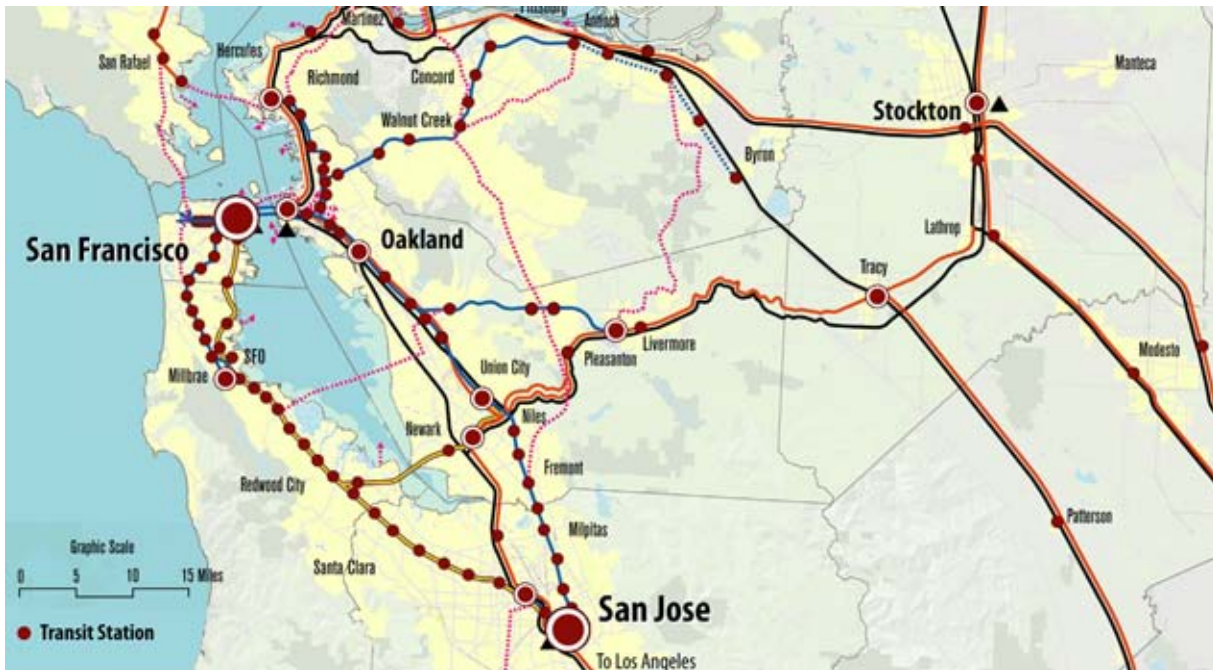 Martinez
Pittsburg
Antioch
Hercules
San Rafael
Richmond
Concord
Manteca
Stockton
Walnut Creek
Byron
San Francisco
Oakland
Lathrop
Tracy
SFO
Millbrae
Union City
Pleasanton
Livermore
Modesto
Newark
Niles
Fremont
Redwood City
Milpitas
Patterson
Graphic Scale
0 5 10 15 Miles
Santa Clara
San Jose
Transit Station
To Los Angeles